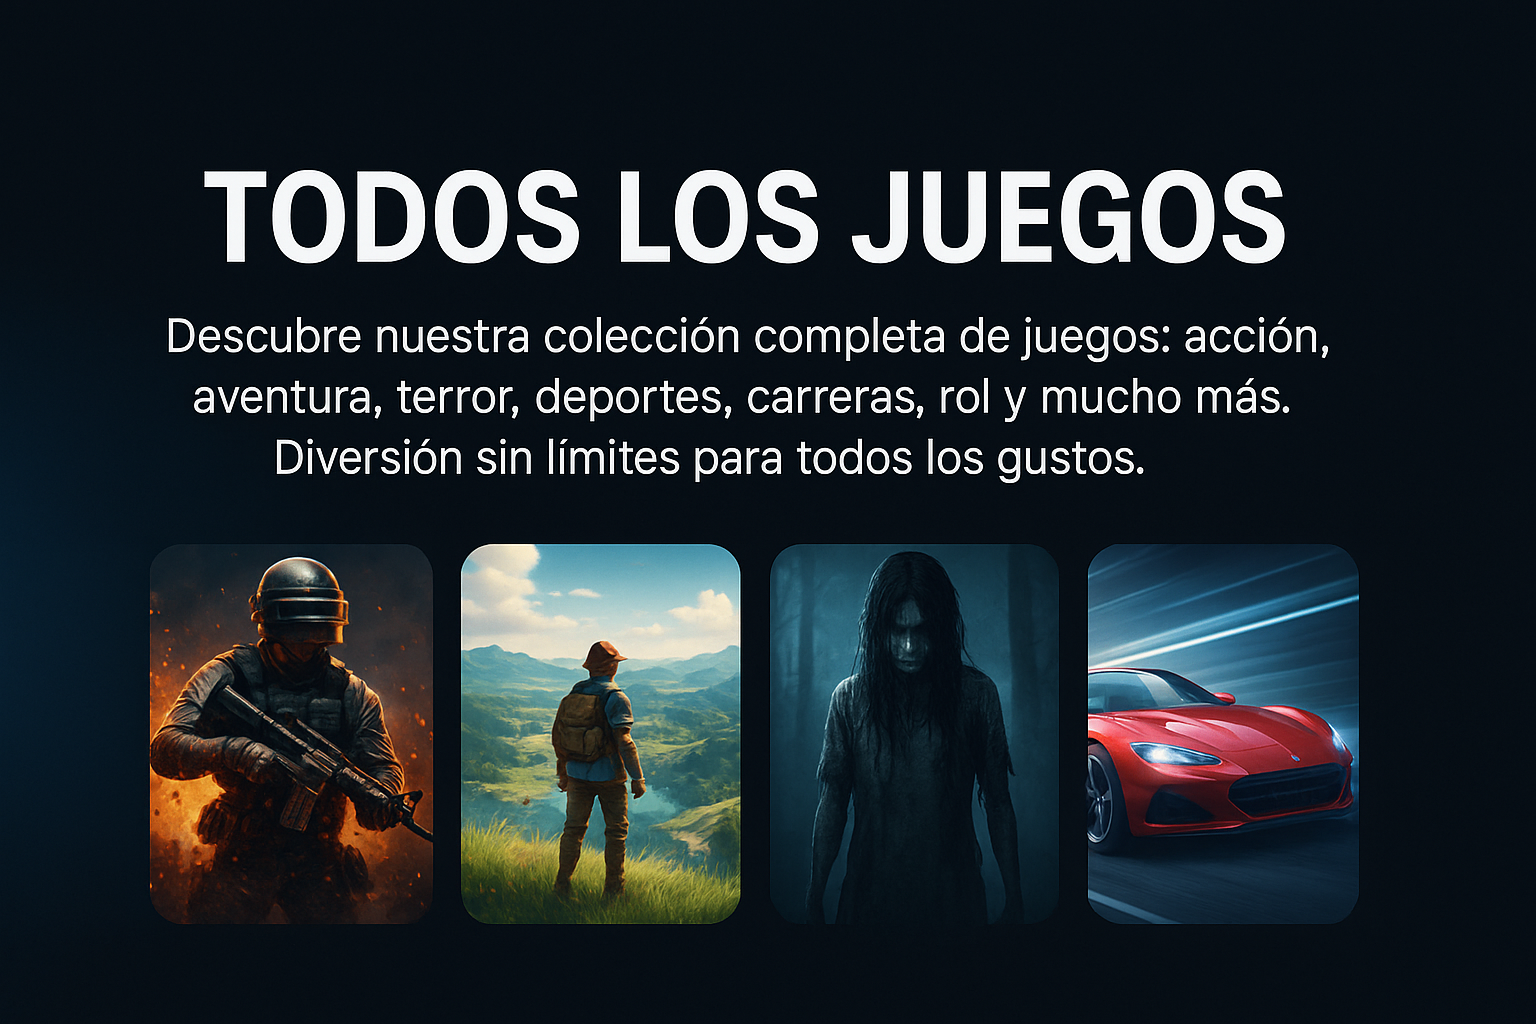 TODOS LOS JUEGOS
Descubre nuestra colección completa de juegos: acción,
aventura, terror, deportes, carreras, rol y mucho más.
Diversión sin límites para todos los gustos.